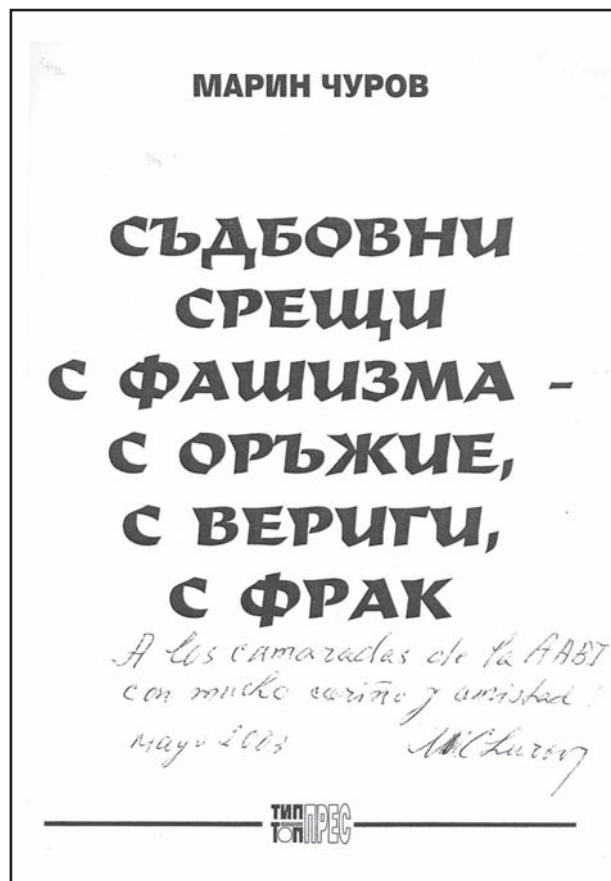 МАРИН ЧУРОВ
СЪДБОВНИ
СРЕЩИ
С ФАШИЗМА -
С ОРЪЖИЕ,
С ВЕРИГИ,
С ФРАК
A los camaradas de la AABI
con mucho cariño y amistad !
Mayo 2003
ТИП
ТОП ПРЕС